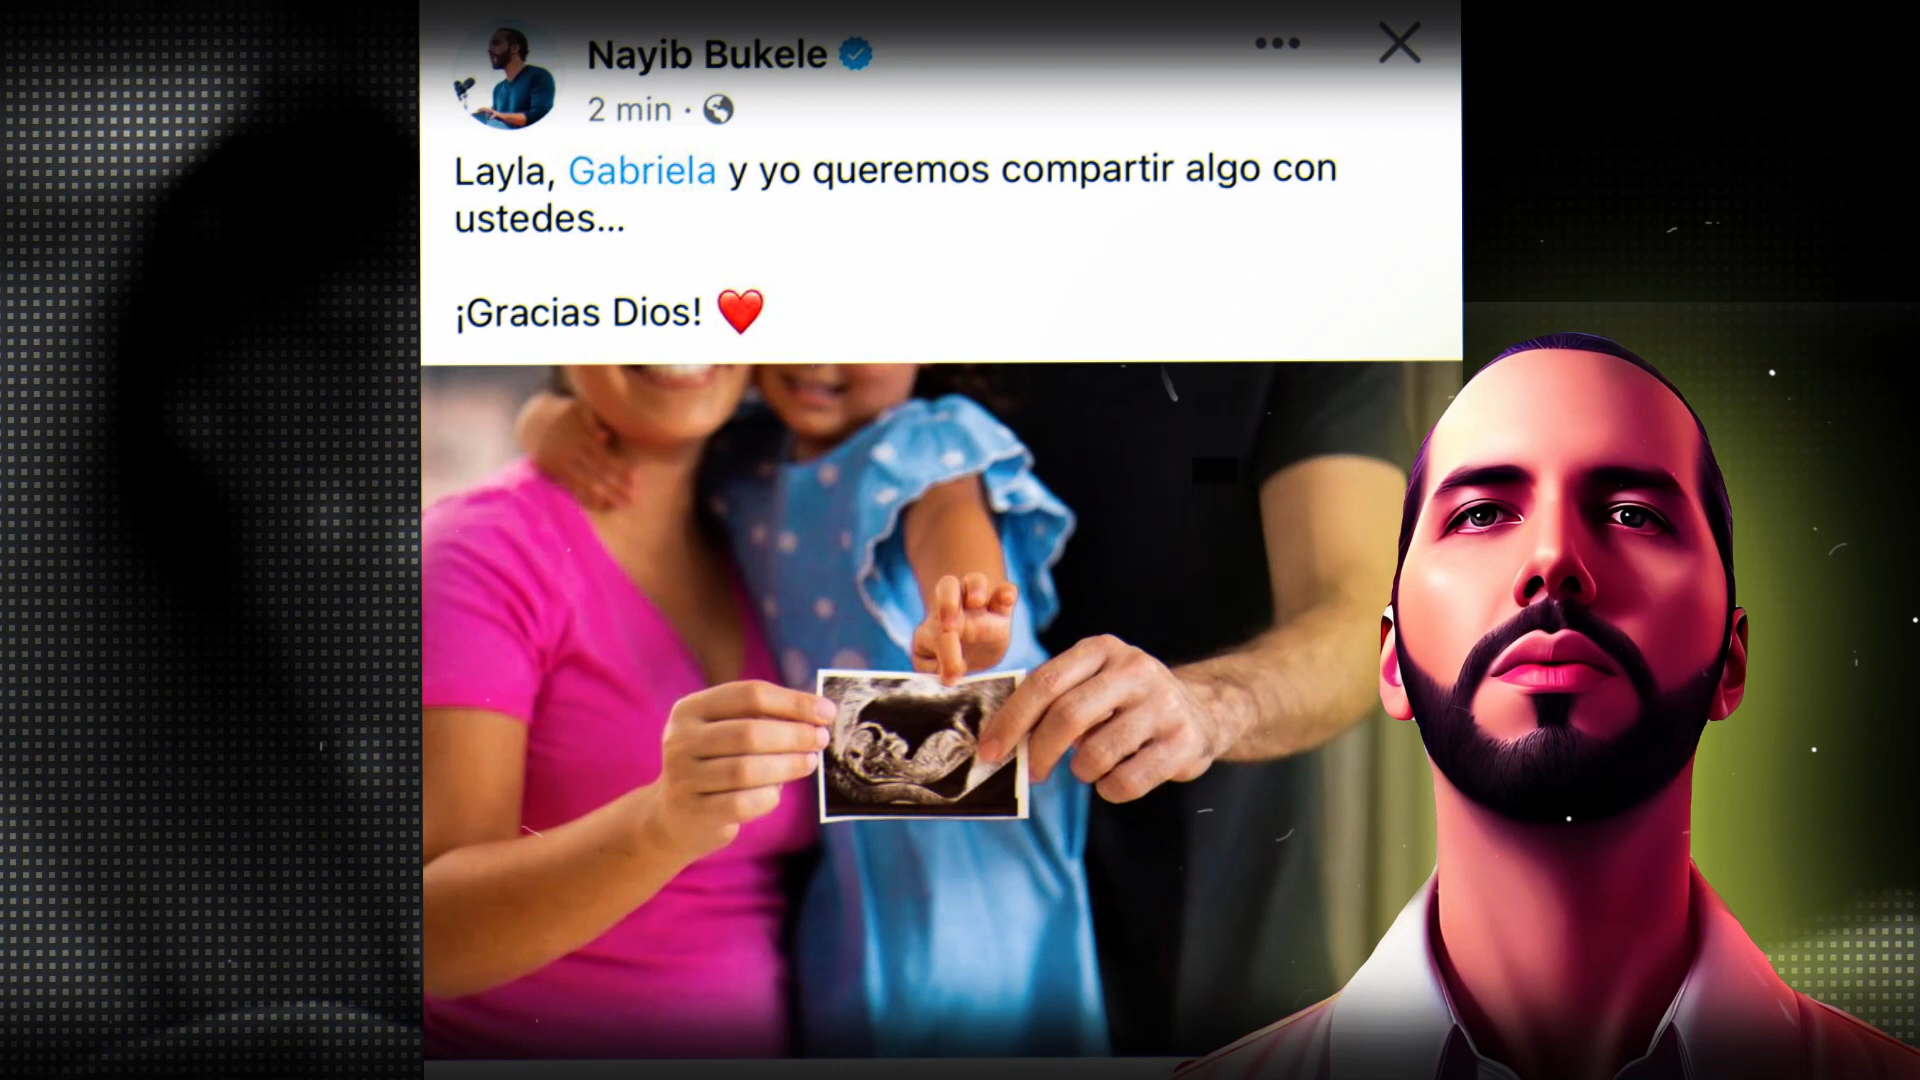 Nayib Bukele
2 min ·
Layla, Gabriela y yo queremos compartir algo con
ustedes...
¡Gracias Dios! ❤️